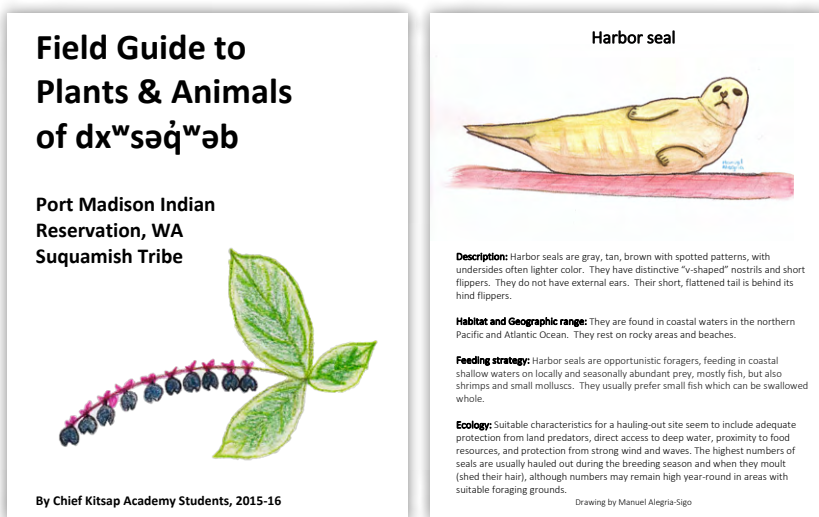 Field Guide to
Plants & Animals
of dxʷsəq̓ʷəb
Port Madison Indian
Reservation, WA
Suquamish Tribe
By Chief Kitsap Academy Students, 2015-16
Harbor seal
Description: Harbor seals are gray, tan, brown with spotted patterns, with
undersides often lighter color. They have distinctive “v-shaped” nostrils and short
flippers. They do not have external ears. Their short, flattened tail is behind its
hind flippers.
Habitat and Geographic range: They are found in coastal waters in the northern
Pacific and Atlantic Ocean. They rest on rocky areas and beaches.
Feeding strategy: Harbor seals are opportunistic foragers, feeding in coastal
shallow waters on locally and seasonally abundant prey, mostly fish, but also
shrimps and small molluscs. They usually prefer small fish which can be swallowed
whole.
Ecology: Suitable characteristics for a hauling-out site seem to include adequate
protection from land predators, direct access to deep water, proximity to food
resources, and protection from strong wind and waves. The highest numbers of
seals are usually hauled out during the breeding season and when they moult
(shed their hair), although numbers may remain high year-round in areas with
suitable foraging grounds.
Drawing by Manuel Alegria-Sigo